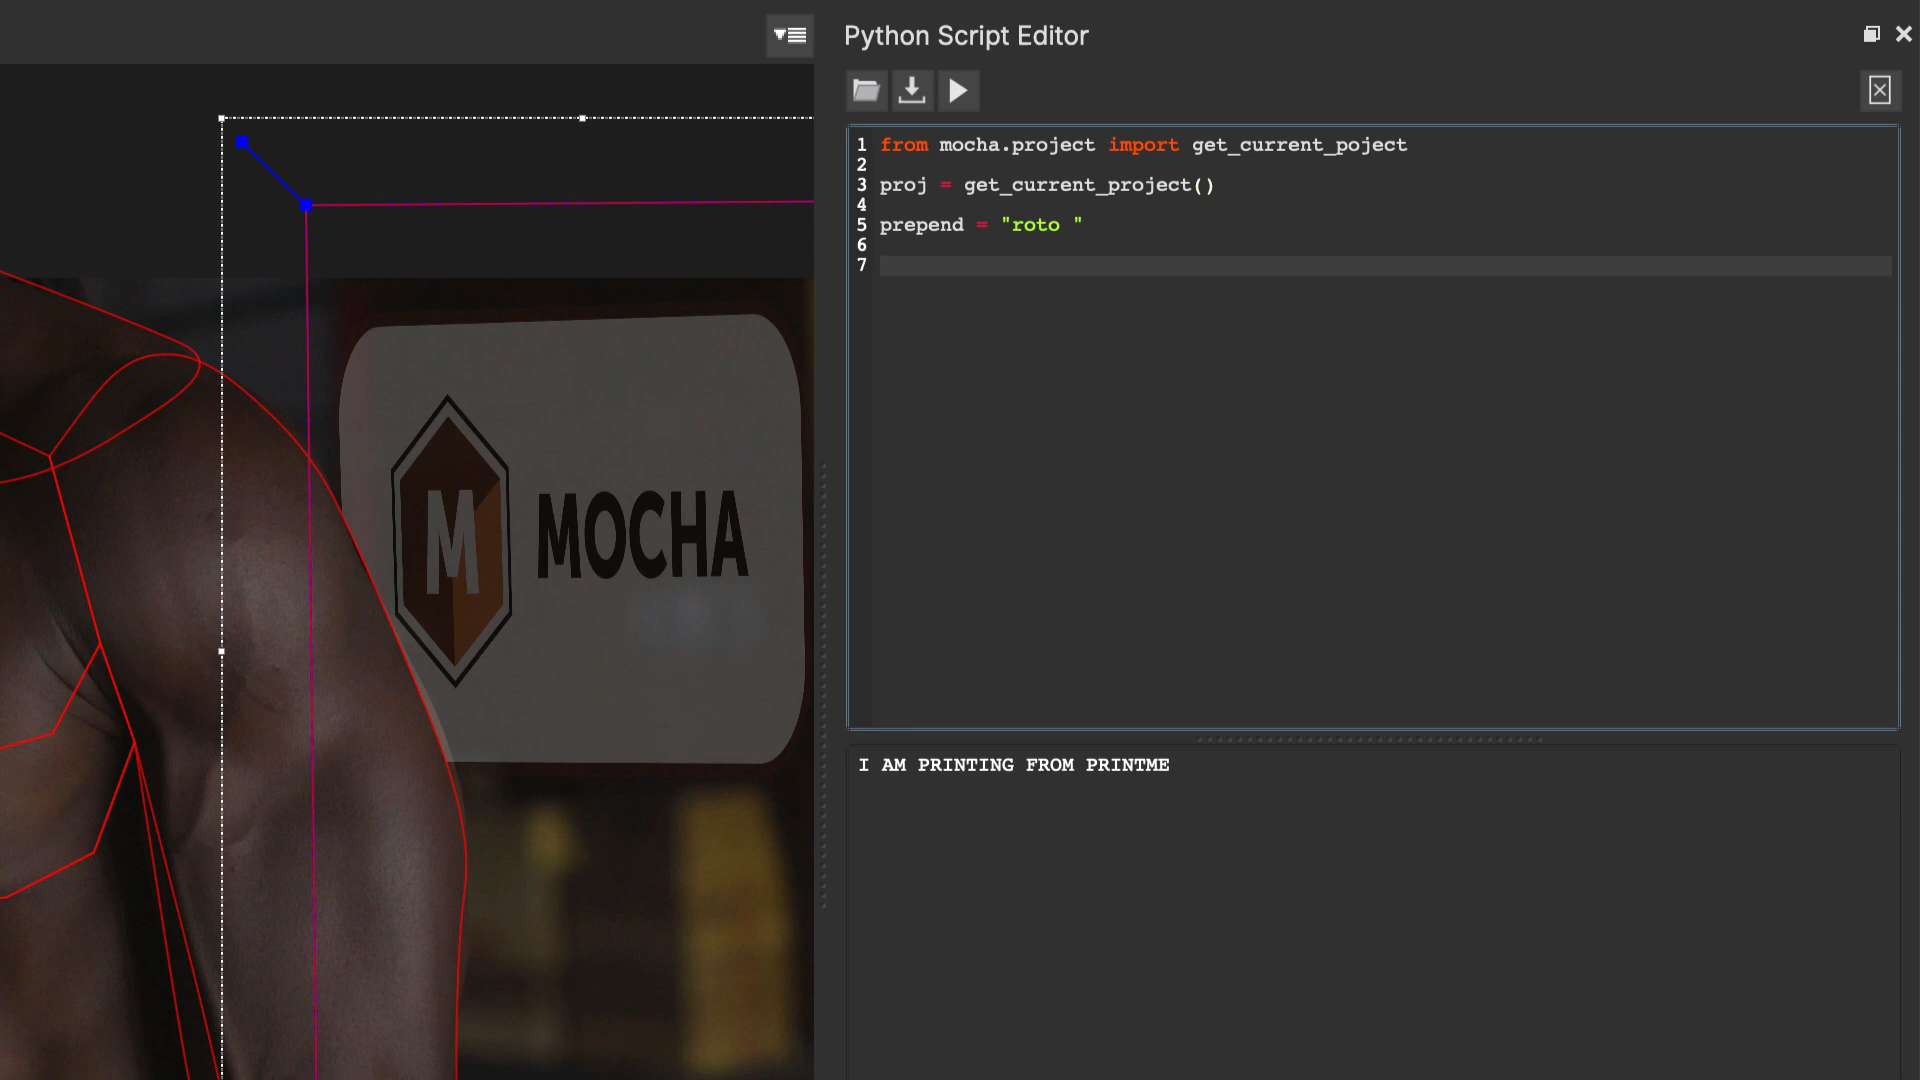 Python Script Editor
1 from mocha.project import get_current_poject
2
3 proj = get_current_project()
4
5 prepend = "roto "
6
7
M MOCHA
I AM PRINTING FROM PRINTME